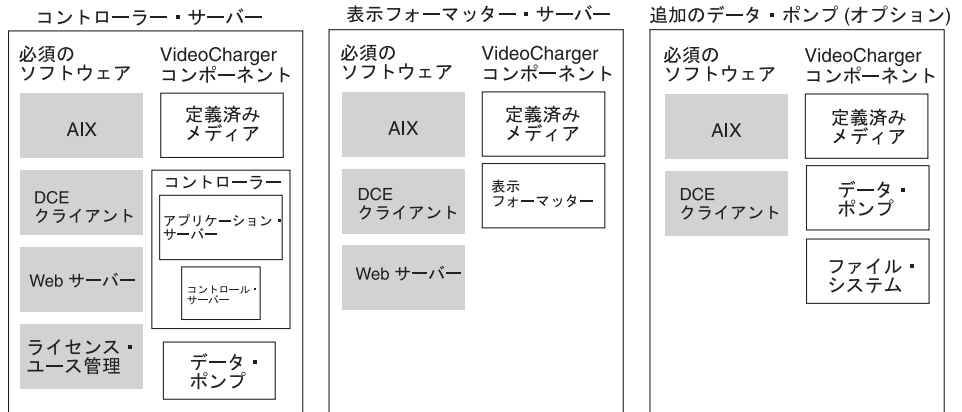 コントローラー・サーバー
必須の
ソフトウェア
VideoCharger
コンポーネント
AIX
定義済み
メディア
DCE
クライアント
コントローラー
アプリケーション・
サーバー
Web サーバー
コントロール・
サーバー
ライセンス・
ユース管理
データ・
ポンプ
表示フォーマッター・サーバー
必須の
ソフトウェア
VideoCharger
コンポーネント
AIX
定義済み
メディア
DCE
クライアント
表示
フォーマッター
Web サーバー
追加のデータ・ポンプ (オプション)
必須の
ソフトウェア
VideoCharger
コンポーネント
AIX
定義済み
メディア
DCE
クライアント
データ・
ポンプ
ファイル・
システム